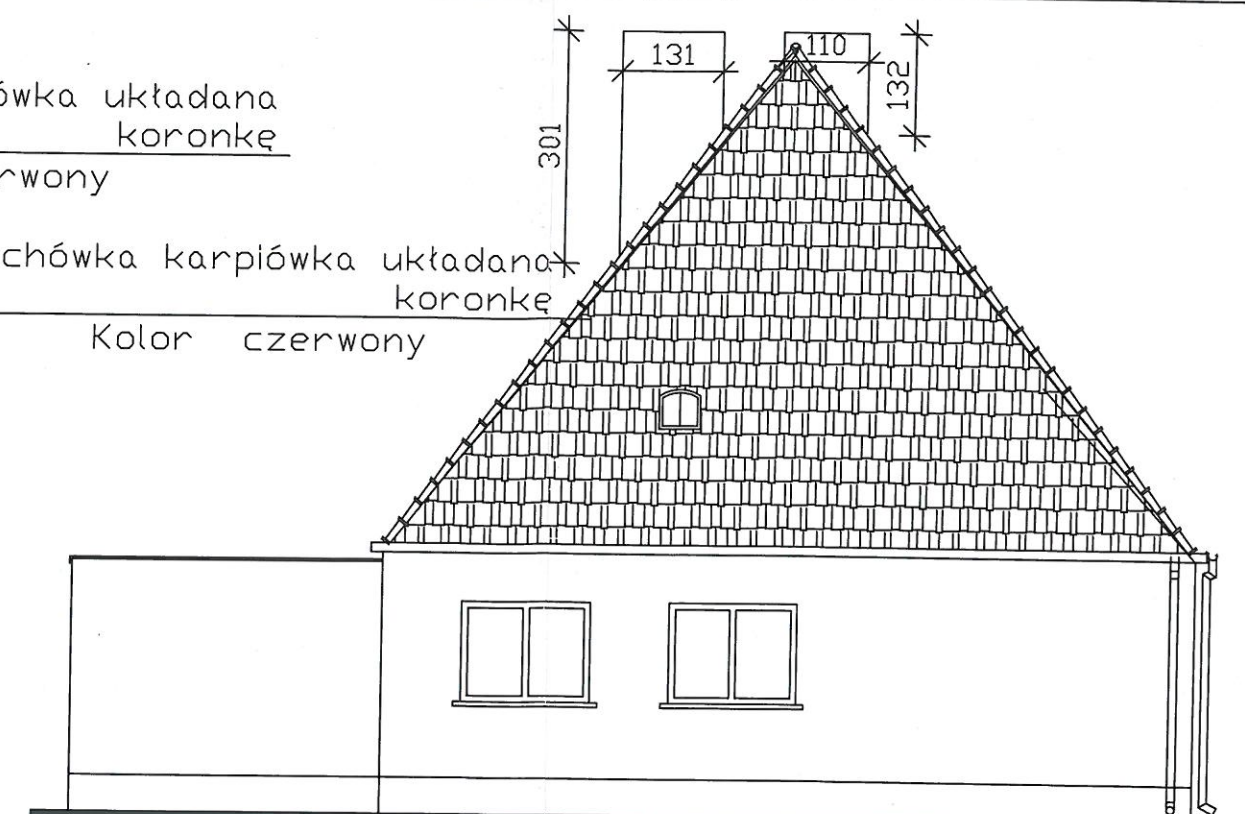 ówka układana
koronkę
rwony
chówka karpiówka układana
koronkę
Kolor czerwony
131
110
132
301